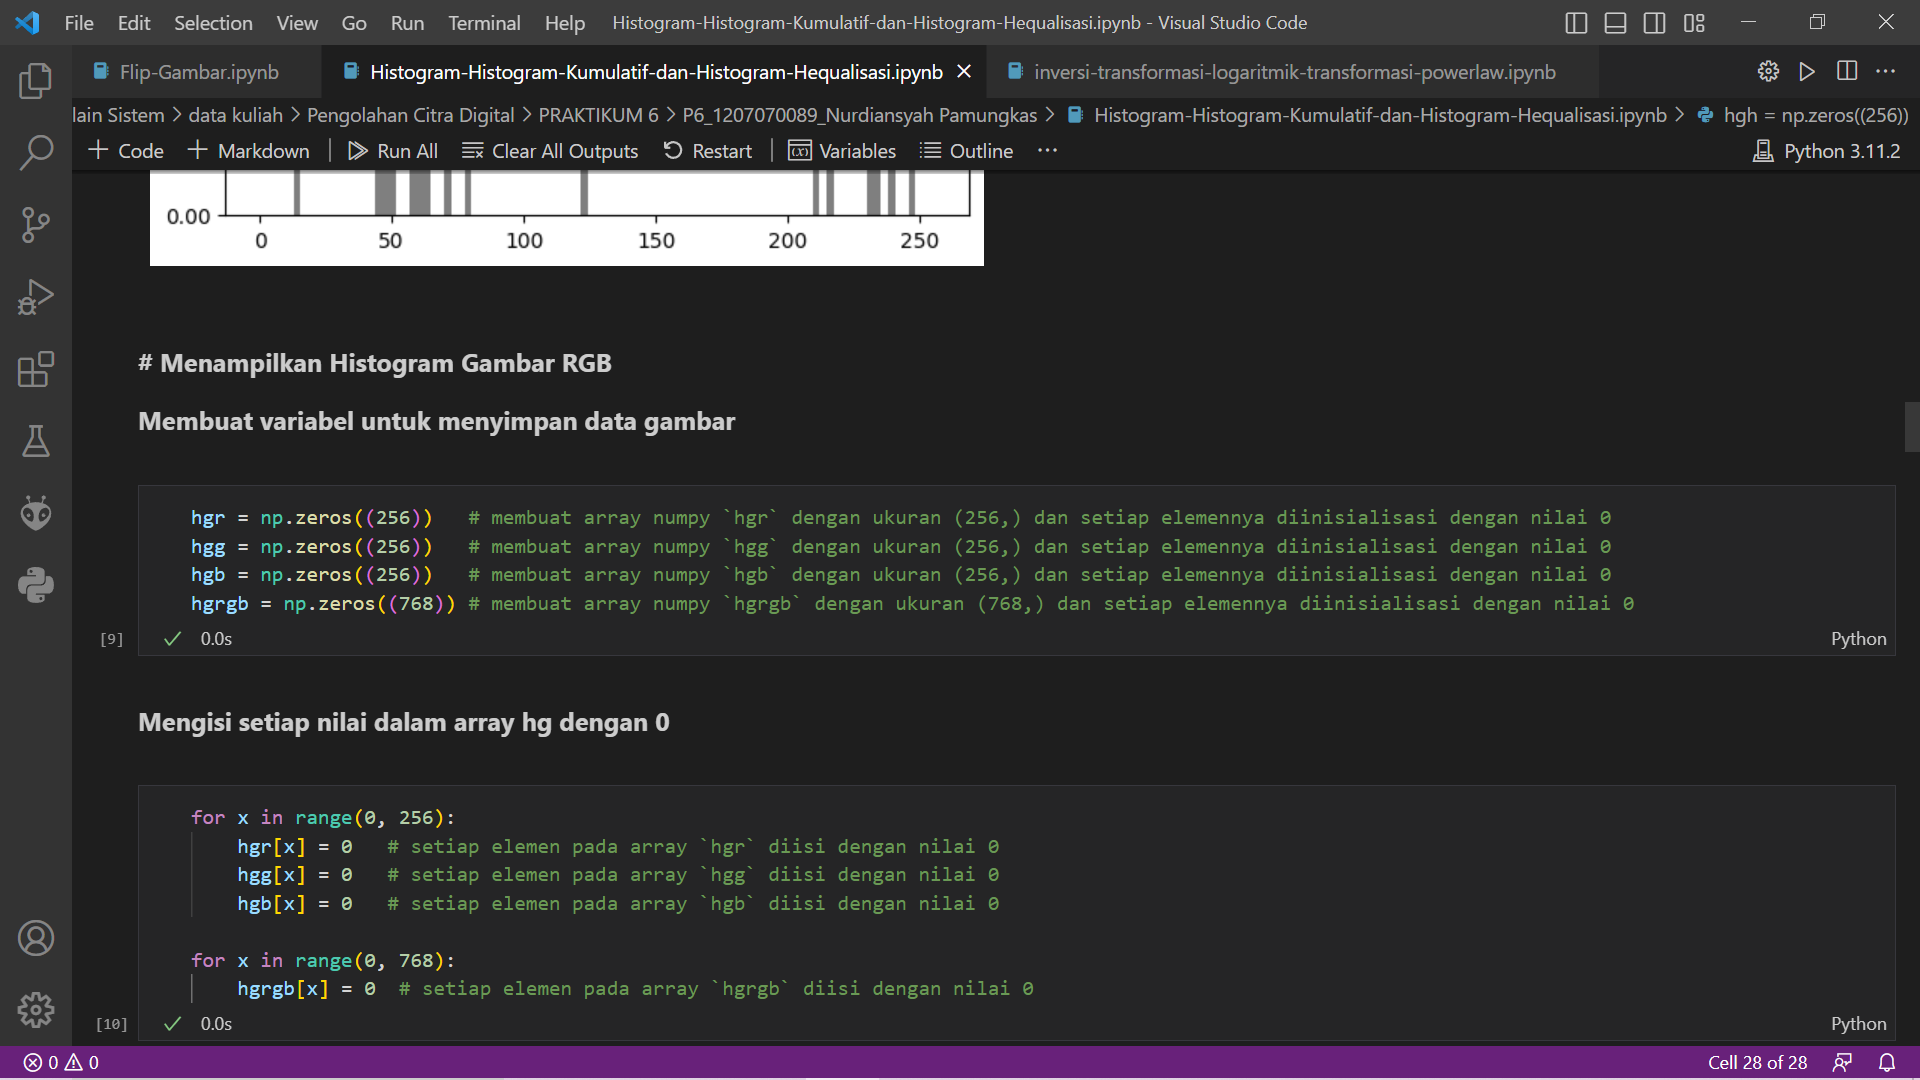 File Edit Selection View Go Run Terminal Help Histogram-Histogram-Kumulatif-dan-Histogram-Hequalisasi.ipynb - Visual Studio Code
Flip-Gambar.ipynb Histogram-Histogram-Kumulatif-dan-Histogram-Hequalisasi.ipynb inversi-transformasi-logaritmik-transformasi-powerlaw.ipynb
lain Sistem > data kuliah > Pengolahan Citra Digital > PRAKTIKUM 6 > P6_1207070089_Nurdiansyah Pamungkas > Histogram-Histogram-Kumulatif-dan-Histogram-Hequalisasi.ipynb > hgh = np.zeros((256))
+ Code + Markdown | Run All Clear All Outputs Restart | Variables Outline ... Python 3.11.2
0.00
0 50 100 150 200 250
# Menampilkan Histogram Gambar RGB
Membuat variabel untuk menyimpan data gambar
hgr = np.zeros((256))   # membuat array numpy `hgr` dengan ukuran (256,) dan setiap elemennya diinisialisasi dengan nilai 0
hgg = np.zeros((256))   # membuat array numpy `hgg` dengan ukuran (256,) dan setiap elemennya diinisialisasi dengan nilai 0
hgb = np.zeros((256))   # membuat array numpy `hgb` dengan ukuran (256,) dan setiap elemennya diinisialisasi dengan nilai 0
hgrgb = np.zeros((768)) # membuat array numpy `hgrgb` dengan ukuran (768,) dan setiap elemennya diinisialisasi dengan nilai 0
[9] 0.0s Python
Mengisi setiap nilai dalam array hg dengan 0
for x in range(0, 256):
    hgr[x] = 0   # setiap elemen pada array `hgr` diisi dengan nilai 0
    hgg[x] = 0   # setiap elemen pada array `hgg` diisi dengan nilai 0
    hgb[x] = 0   # setiap elemen pada array `hgb` diisi dengan nilai 0
for x in range(0, 768):
    hgrgb[x] = 0  # setiap elemen pada array `hgrgb` diisi dengan nilai 0
[10] 0.0s Python
0 0 Cell 28 of 28